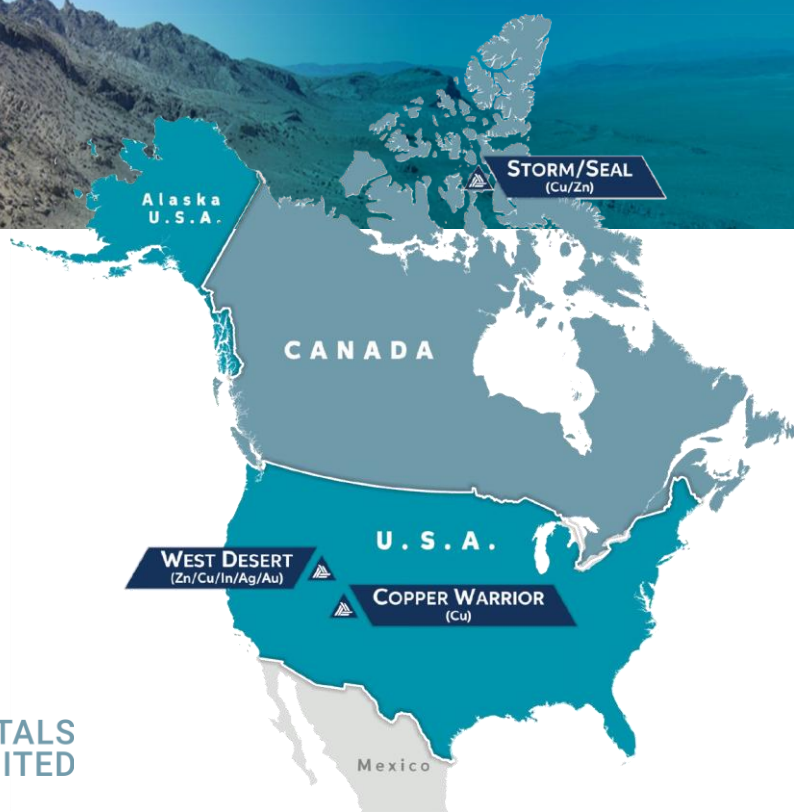 STORM/SEAL
(Cu/Zn)
Alaska
U.S.A.
CANADA
U.S.A.
WEST DESERT
(Zn/Cu/In/Ag/Au)
COPPER WARRIOR
(Cu)
TALS
ITED
Mexico